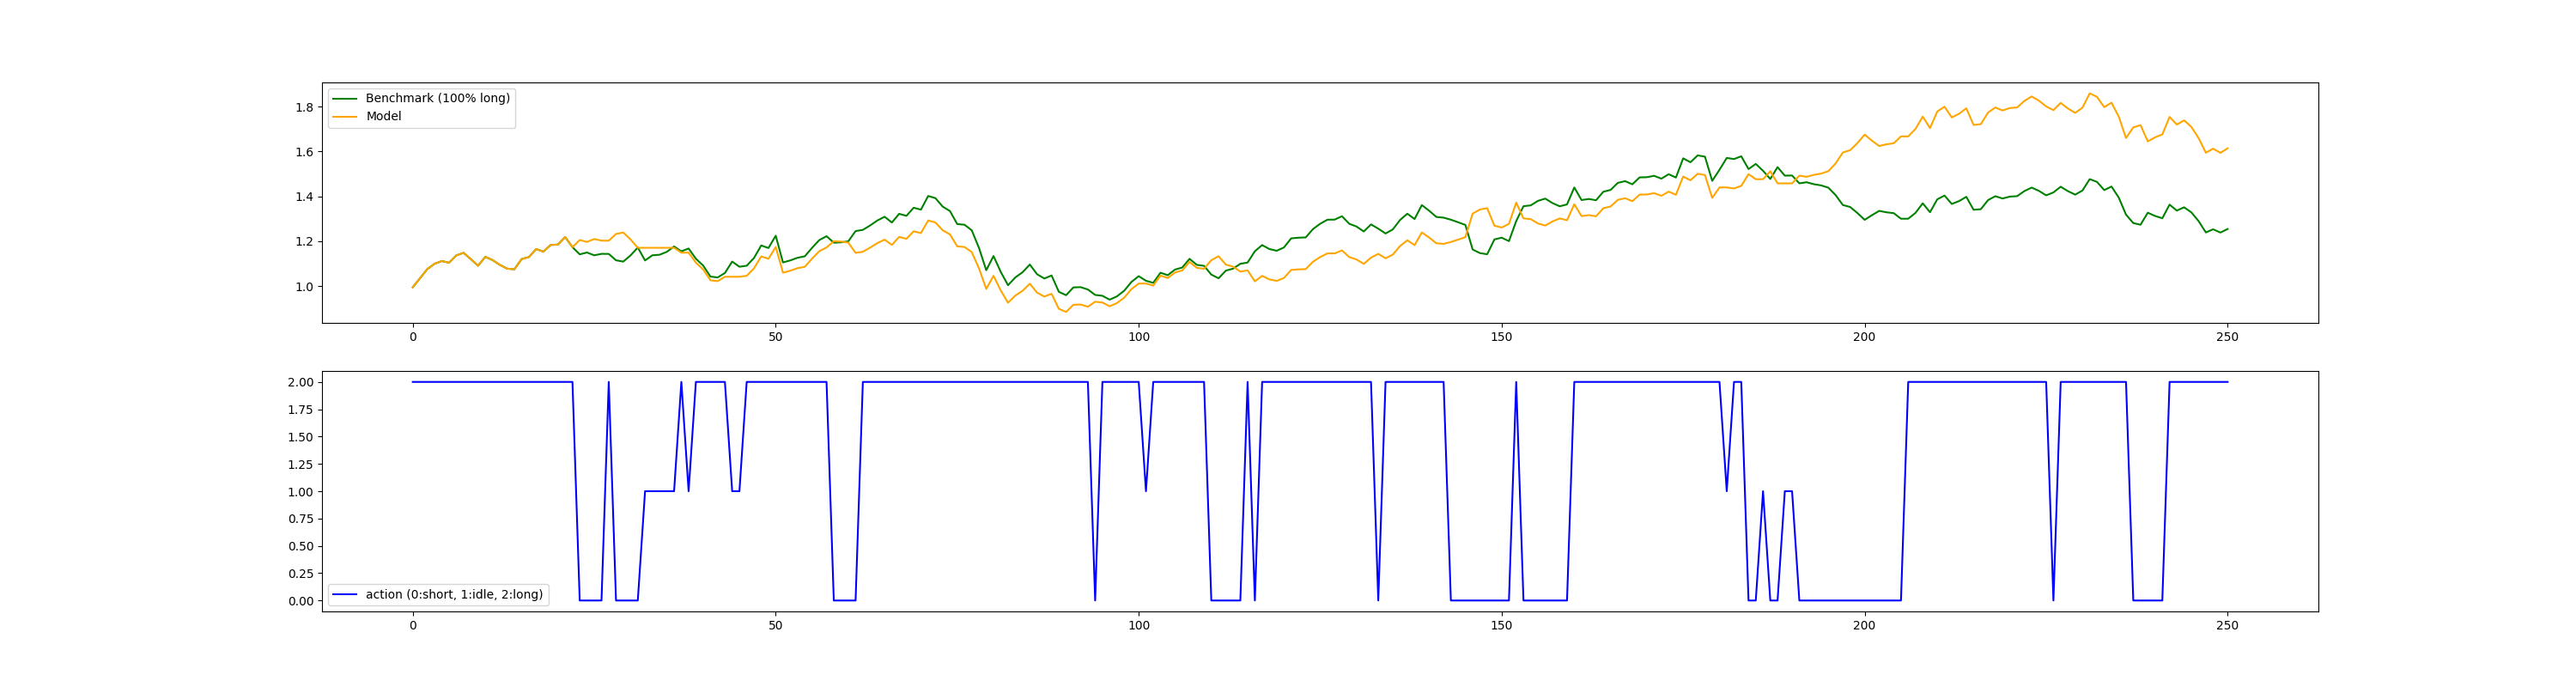 Benchmark (100% long)
Model
1.8
1.6
1.4
1.2
1.0
0 50 100 150 200 250
2.00
1.75
1.50
1.25
1.00
0.75
0.50
0.25
0.00
action (0:short, 1:idle, 2:long)
0 50 100 150 200 250